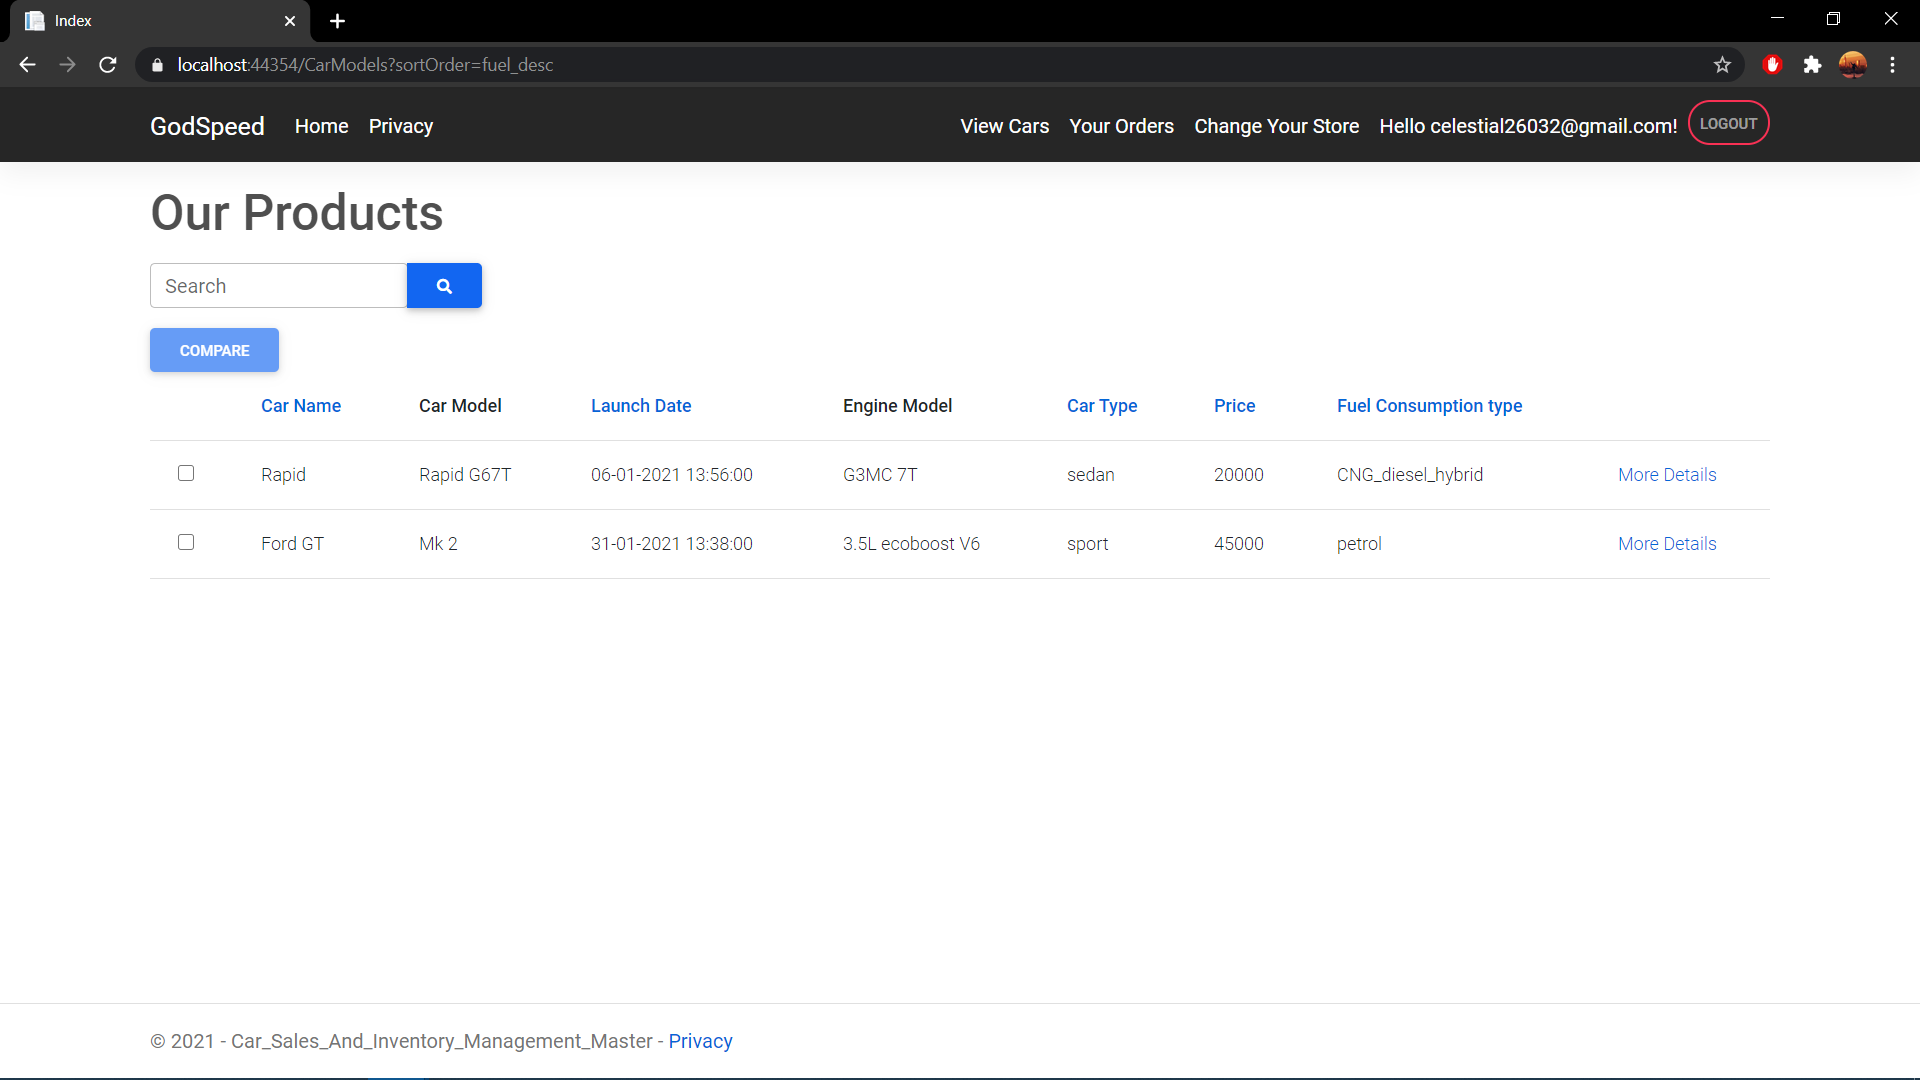 Index
localhost:44354/CarModels?sortOrder=fuel_desc
GodSpeed Home Privacy View Cars Your Orders Change Your Store Hello celestial26032@gmail.com! LOGOUT
Our Products
Search
COMPARE
Car Name Car Model Launch Date Engine Model Car Type Price Fuel Consumption type
Rapid Rapid G67T 06-01-2021 13:56:00 G3MC 7T sedan 20000 CNG_diesel_hybrid More Details
Ford GT Mk 2 31-01-2021 13:38:00 3.5L ecoboost V6 sport 45000 petrol More Details
© 2021 - Car_Sales_And_Inventory_Management_Master - Privacy